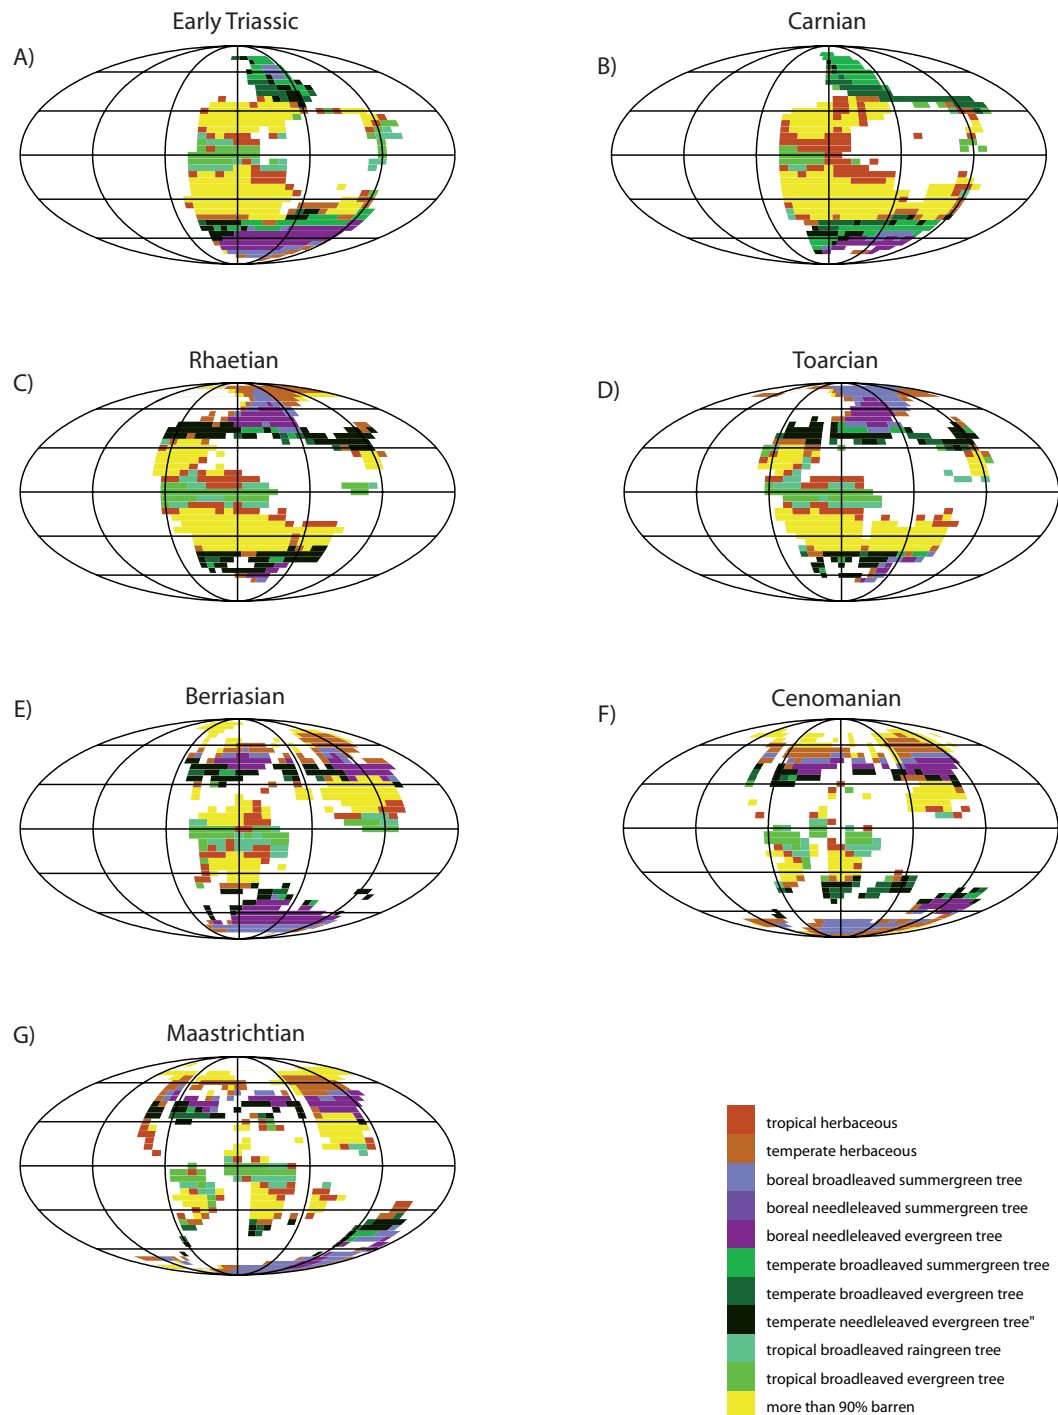 Early Triassic
A)
Carnian
B)
Rhaetian
C)
Toarcian
D)
Berriasian
E)
Cenomanian
F)
Maastrichtian
G)
tropical herbaceous
temperate herbaceous
boreal broadleaved summergreen tree
boreal needleleaved summergreen tree
boreal needleleaved evergreen tree
temperate broadleaved summergreen tree
temperate broadleaved evergreen tree
temperate needleleaved evergreen tree"
tropical broadleaved raingreen tree
tropical broadleaved evergreen tree
more than 90% barren